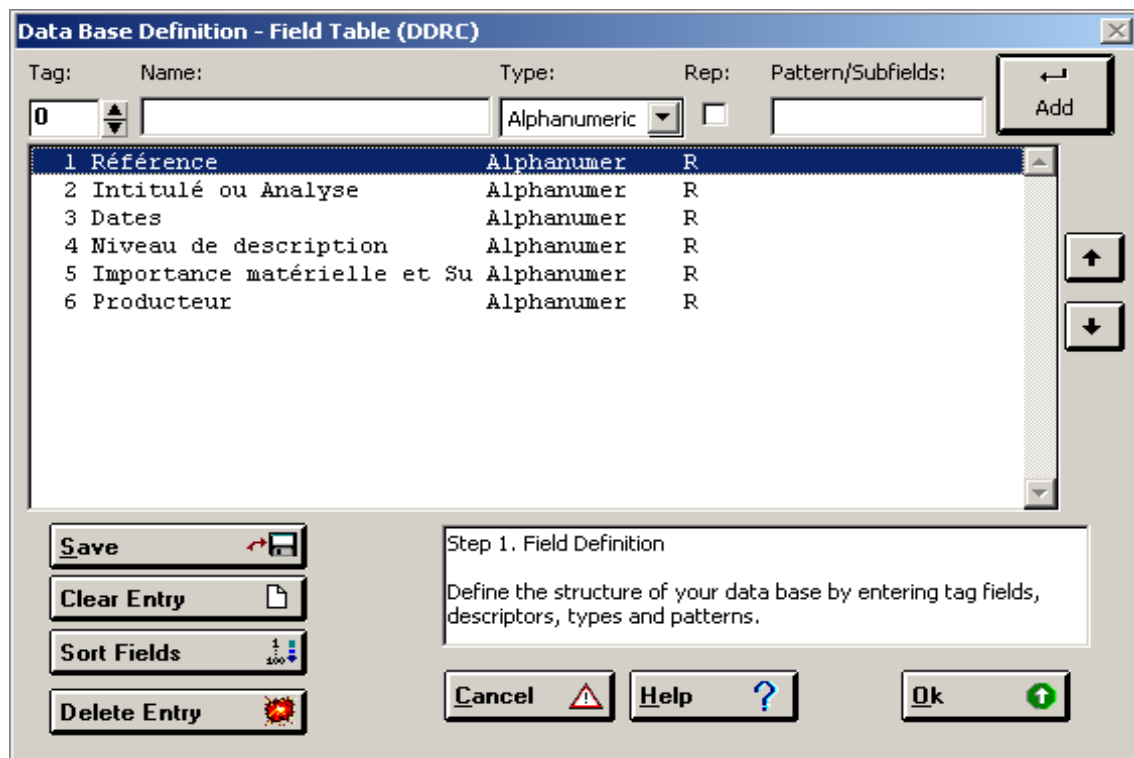 Data Base Definition - Field Table (DDRC)
Tag: Name: Type: Rep: Pattern/Subfields:
0 Alphanumeric Add
1 Référence Alphanumer R
2 Intitulé ou Analyse Alphanumer R
3 Dates Alphanumer R
4 Niveau de description Alphanumer R
5 Importance matérielle et Su Alphanumer R
6 Producteur Alphanumer R
Save
Clear Entry
Sort Fields
Delete Entry
Step 1. Field Definition
Define the structure of your data base by entering tag fields,
descriptors, types and patterns.
Cancel Help Ok